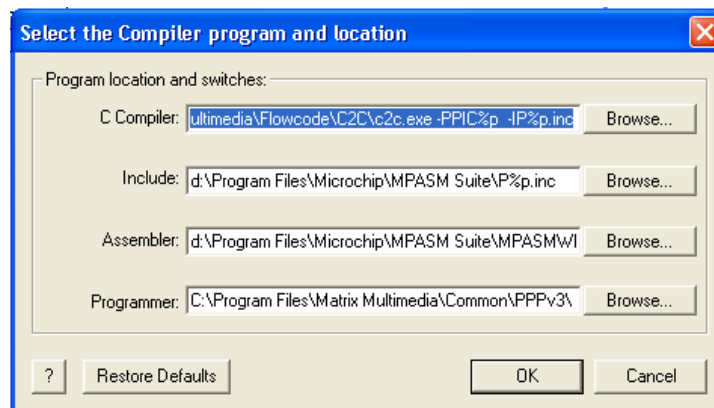 Select the Compiler program and location
Program location and switches:
C Compiler: ultimedia\Flowcode\C2C\c2c.exe -PPIC%p -IP%p.inc Browse...
Include: d:\Program Files\Microchip\MPASM Suite\P%p.inc Browse...
Assembler: d:\Program Files\Microchip\MPASM Suite\MPASMWI Browse...
Programmer: C:\Program Files\Matrix Multimedia\Common\PPPv3\ Browse...
? Restore Defaults OK Cancel